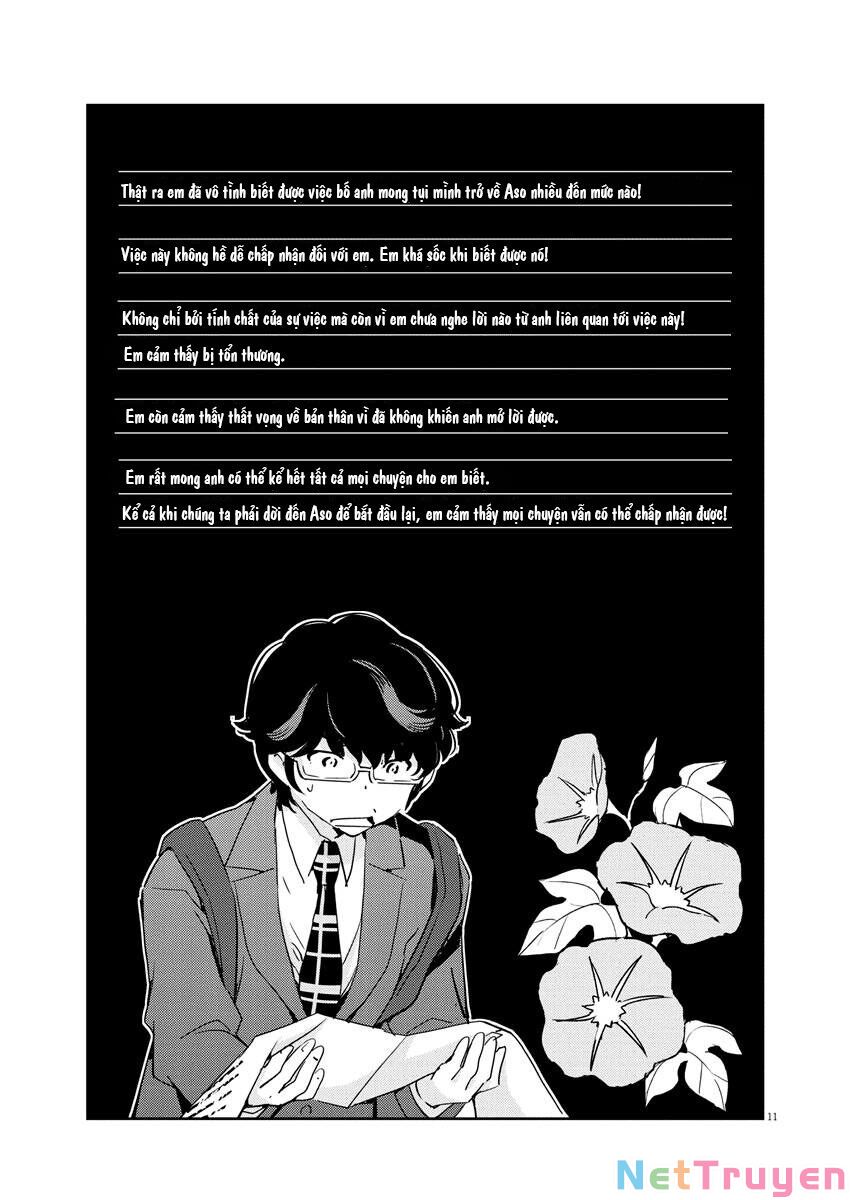 Thật ra em đã vô tình biết được việc bố anh mong tụi mình trở về Aso nhiều đến mức nào!
Việc này không hề dễ chấp nhận đối với em. Em khá sốc khi biết được nó!
Không chỉ bởi tính chất của sự việc mà còn vì em chưa nghe lời nào từ anh liên quan tới việc này!
Em cảm thấy bị tổn thương.
Em còn cảm thấy thất vọng về bản thân vì đã không khiến anh mở lời được.
Em rất mong anh có thể kể hết tất cả mọi chuyện cho em biết.
Kể cả khi chúng ta phải dời đến Aso để bắt đầu lại, em cảm thấy mọi chuyện vẫn có thể chấp nhận được!
11
NetTruyen